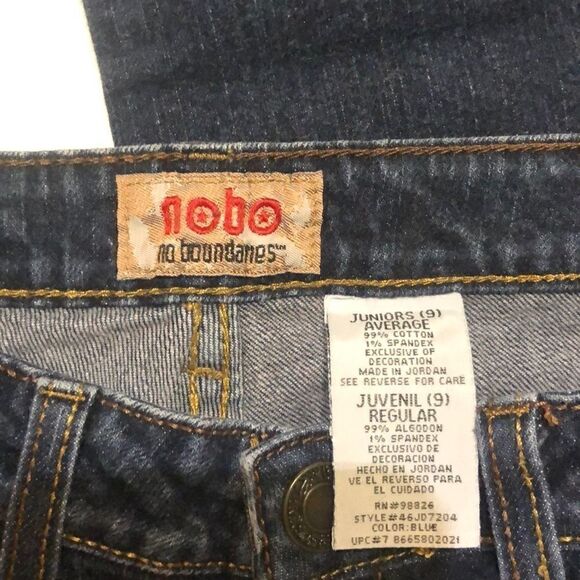 nobo
no boundaries™
JUNIORS (9)
AVERAGE
99% COTTON
1% SPANDEX
EXCLUSIVE OF
DECORATION
MADE IN JORDAN
SEE REVERSE FOR CARE
JUVENIL (9)
REGULAR
99% ALGODON
1% SPANDEX
EXCLUSIVO DE
DECORACION
HECHO EN JORDAN
VE EL REVERSO PARA
EL CUIDADO
RN#98826
STYLE#46JD7204
COLOR:BLUE
UPC#7 8665802021